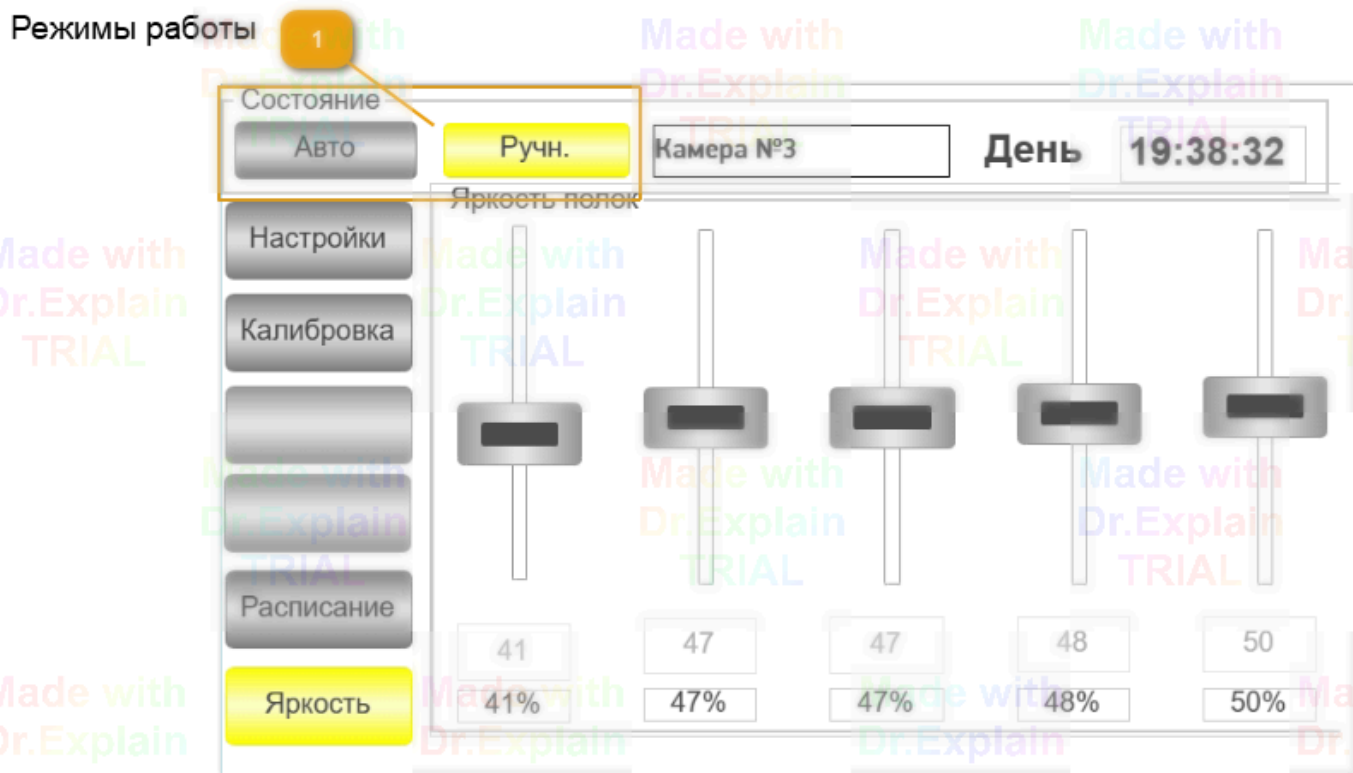 Режимы работы
1
Состояние
Авто
Ручн.
Камера №3
День
19:38:32
Яркость полок
Настройки
Калибровка
Расписание
Яркость
41 47 47 48 50
41% 47% 47% 48% 50%
Made with
Dr.Explain
TRIAL